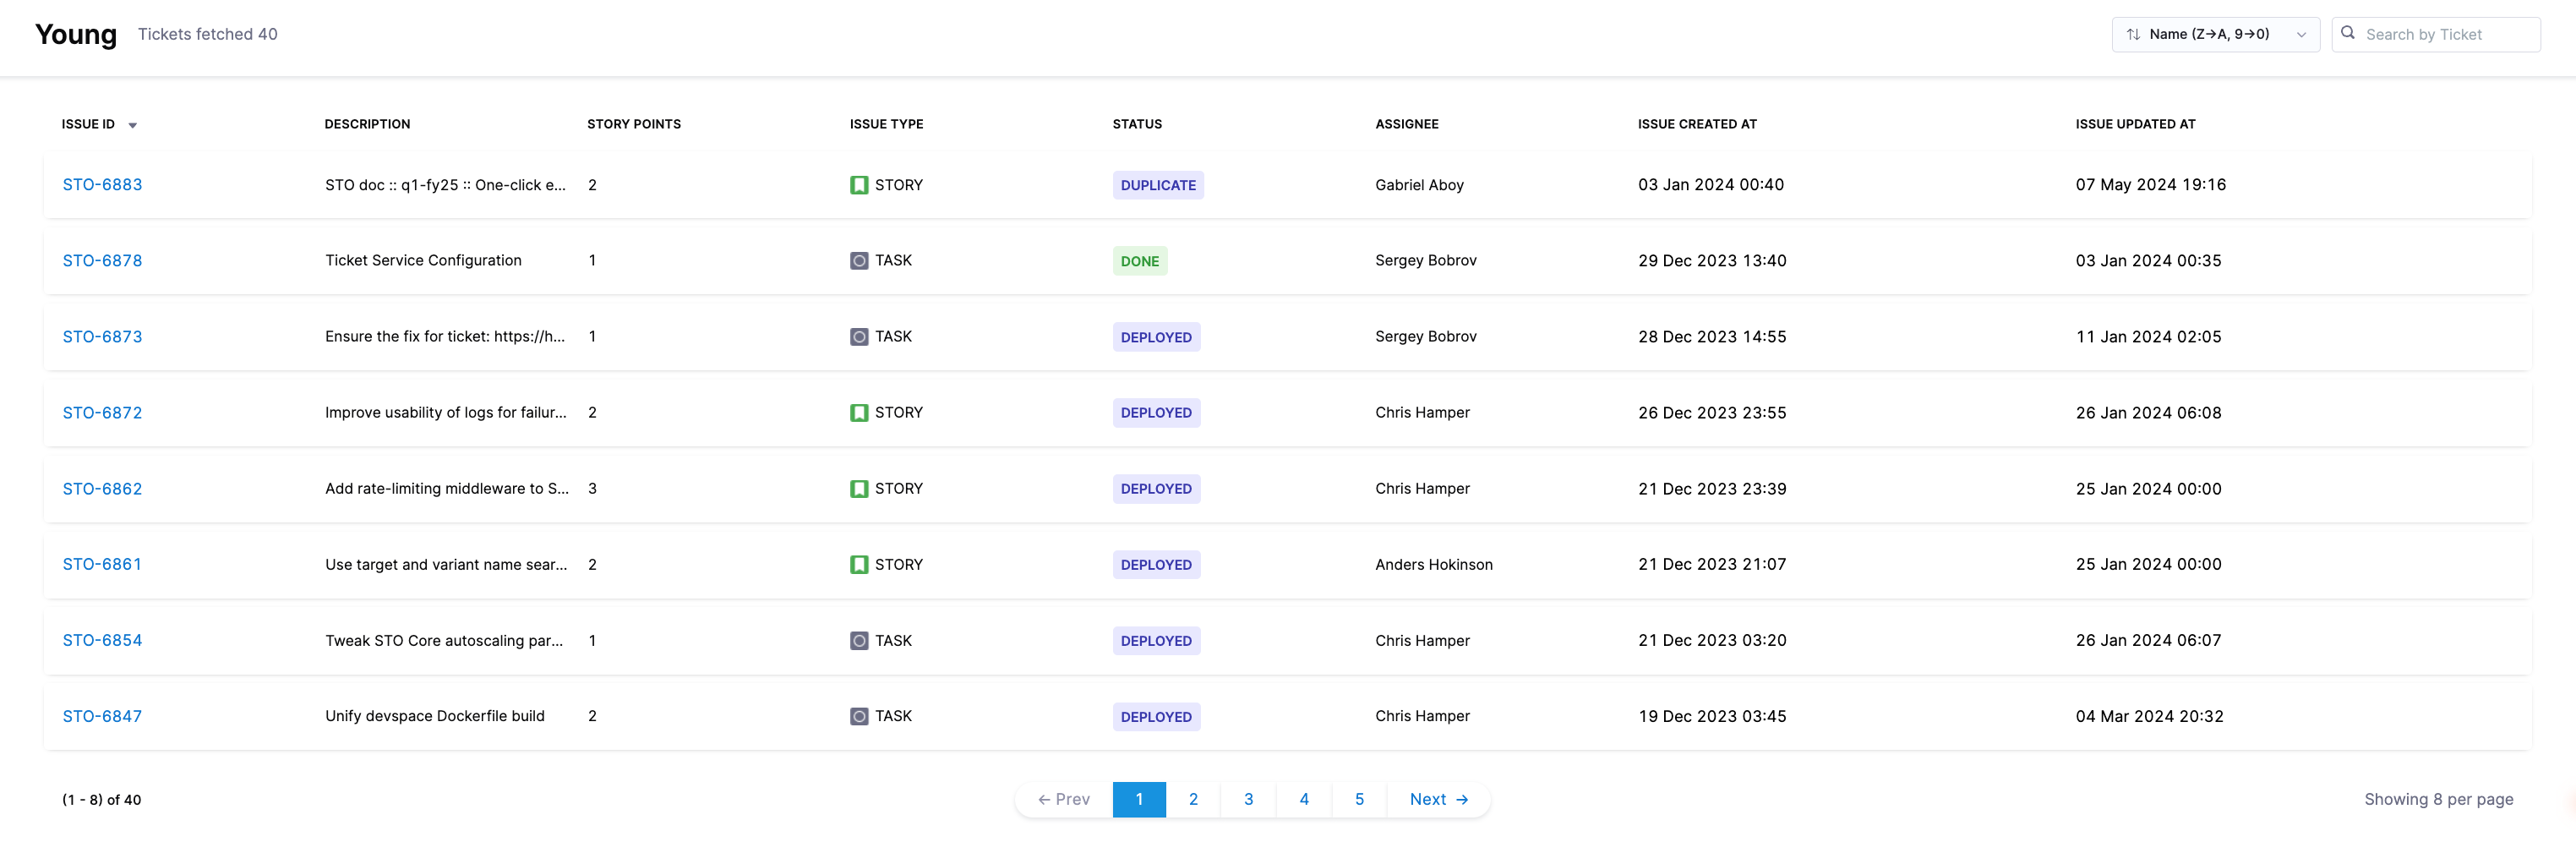 Young Tickets fetched 40 Name (Z→A, 9→0) Search by Ticket
ISSUE ID DESCRIPTION STORY POINTS ISSUE TYPE STATUS ASSIGNEE ISSUE CREATED AT ISSUE UPDATED AT
STO-6883 STO doc :: q1-fy25 :: One-click e... 2 STORY DUPLICATE Gabriel Aboy 03 Jan 2024 00:40 07 May 2024 19:16
STO-6878 Ticket Service Configuration 1 TASK DONE Sergey Bobrov 29 Dec 2023 13:40 03 Jan 2024 00:35
STO-6873 Ensure the fix for ticket: https://h... 1 TASK DEPLOYED Sergey Bobrov 28 Dec 2023 14:55 11 Jan 2024 02:05
STO-6872 Improve usability of logs for failur... 2 STORY DEPLOYED Chris Hamper 26 Dec 2023 23:55 26 Jan 2024 06:08
STO-6862 Add rate-limiting middleware to S... 3 STORY DEPLOYED Chris Hamper 21 Dec 2023 23:39 25 Jan 2024 00:00
STO-6861 Use target and variant name sear... 2 STORY DEPLOYED Anders Hokinson 21 Dec 2023 21:07 25 Jan 2024 00:00
STO-6854 Tweak STO Core autoscaling par... 1 TASK DEPLOYED Chris Hamper 21 Dec 2023 03:20 26 Jan 2024 06:07
STO-6847 Unify devspace Dockerfile build 2 TASK DEPLOYED Chris Hamper 19 Dec 2023 03:45 04 Mar 2024 20:32
(1 - 8) of 40 ← Prev 1 2 3 4 5 Next → Showing 8 per page